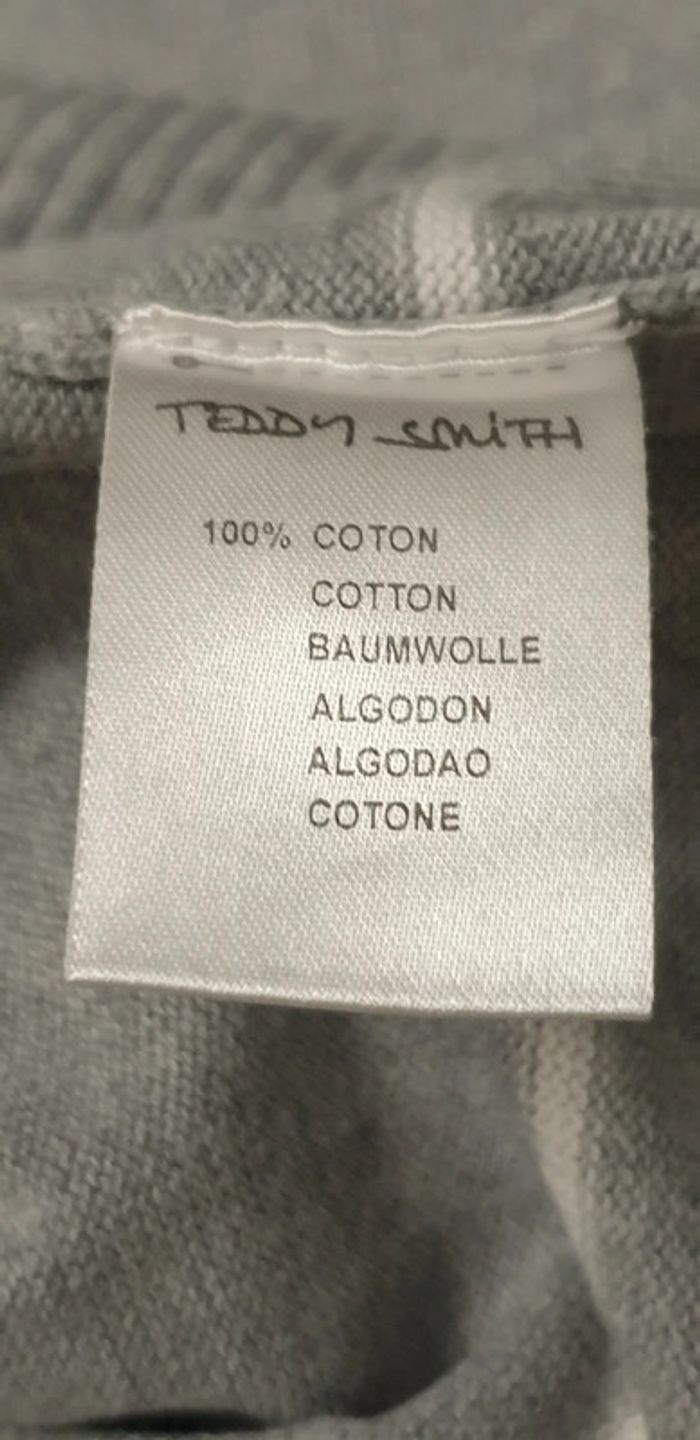 TEDDY SMITH
100% COTON
COTTON
BAUMWOLLE
ALGODON
ALGODAO
COTONE